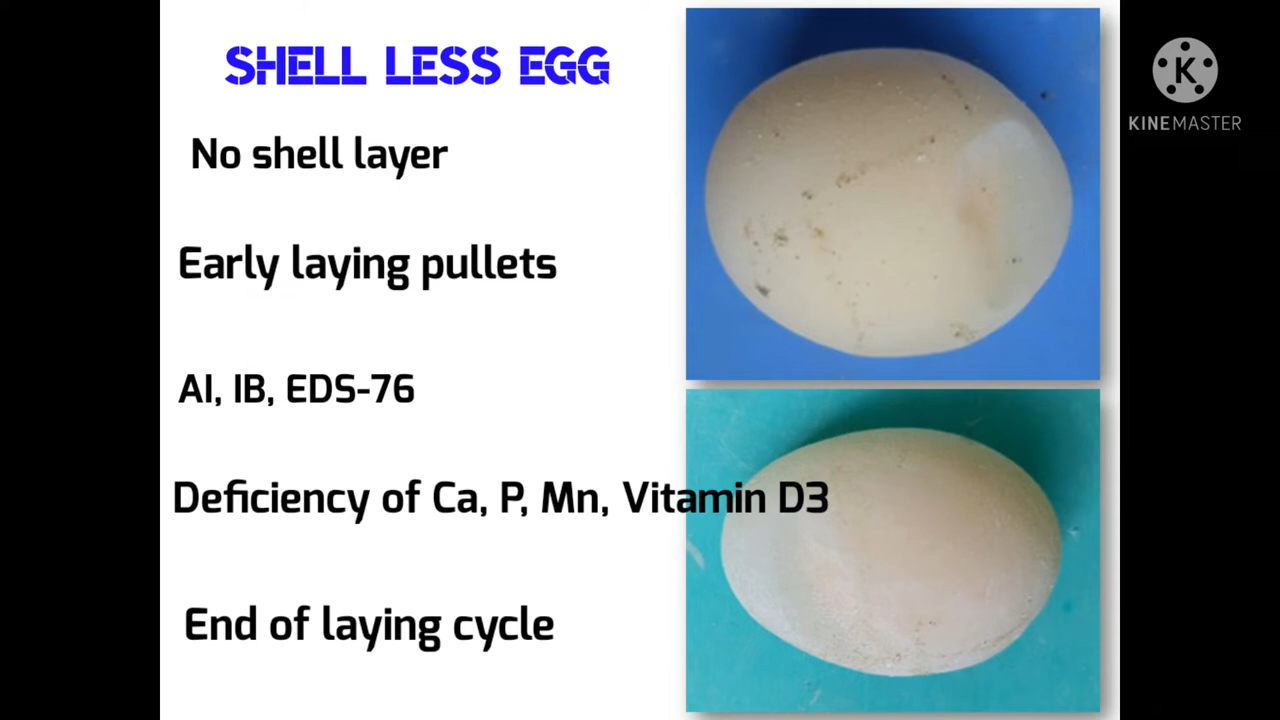 SHELL LESS EGG
No shell layer
Early laying pullets
AI, IB, EDS-76
Deficiency of Ca, P, Mn, Vitamin D3
End of laying cycle
K
KINEMASTER